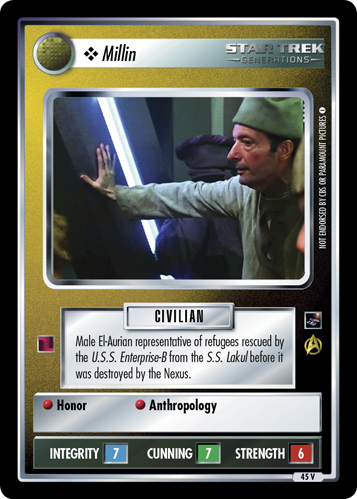 ❖ Millin
STAR TREK
GENERATIONS
NOT ENDORSED BY CBS OR PARAMOUNT PICTURES
CIVILIAN
Male El-Aurian representative of refugees rescued by
the U.S.S. Enterprise-B from the S.S. Lakul before it
was destroyed by the Nexus.
Honor
Anthropology
INTEGRITY 7 CUNNING 7 STRENGTH 6
45 V